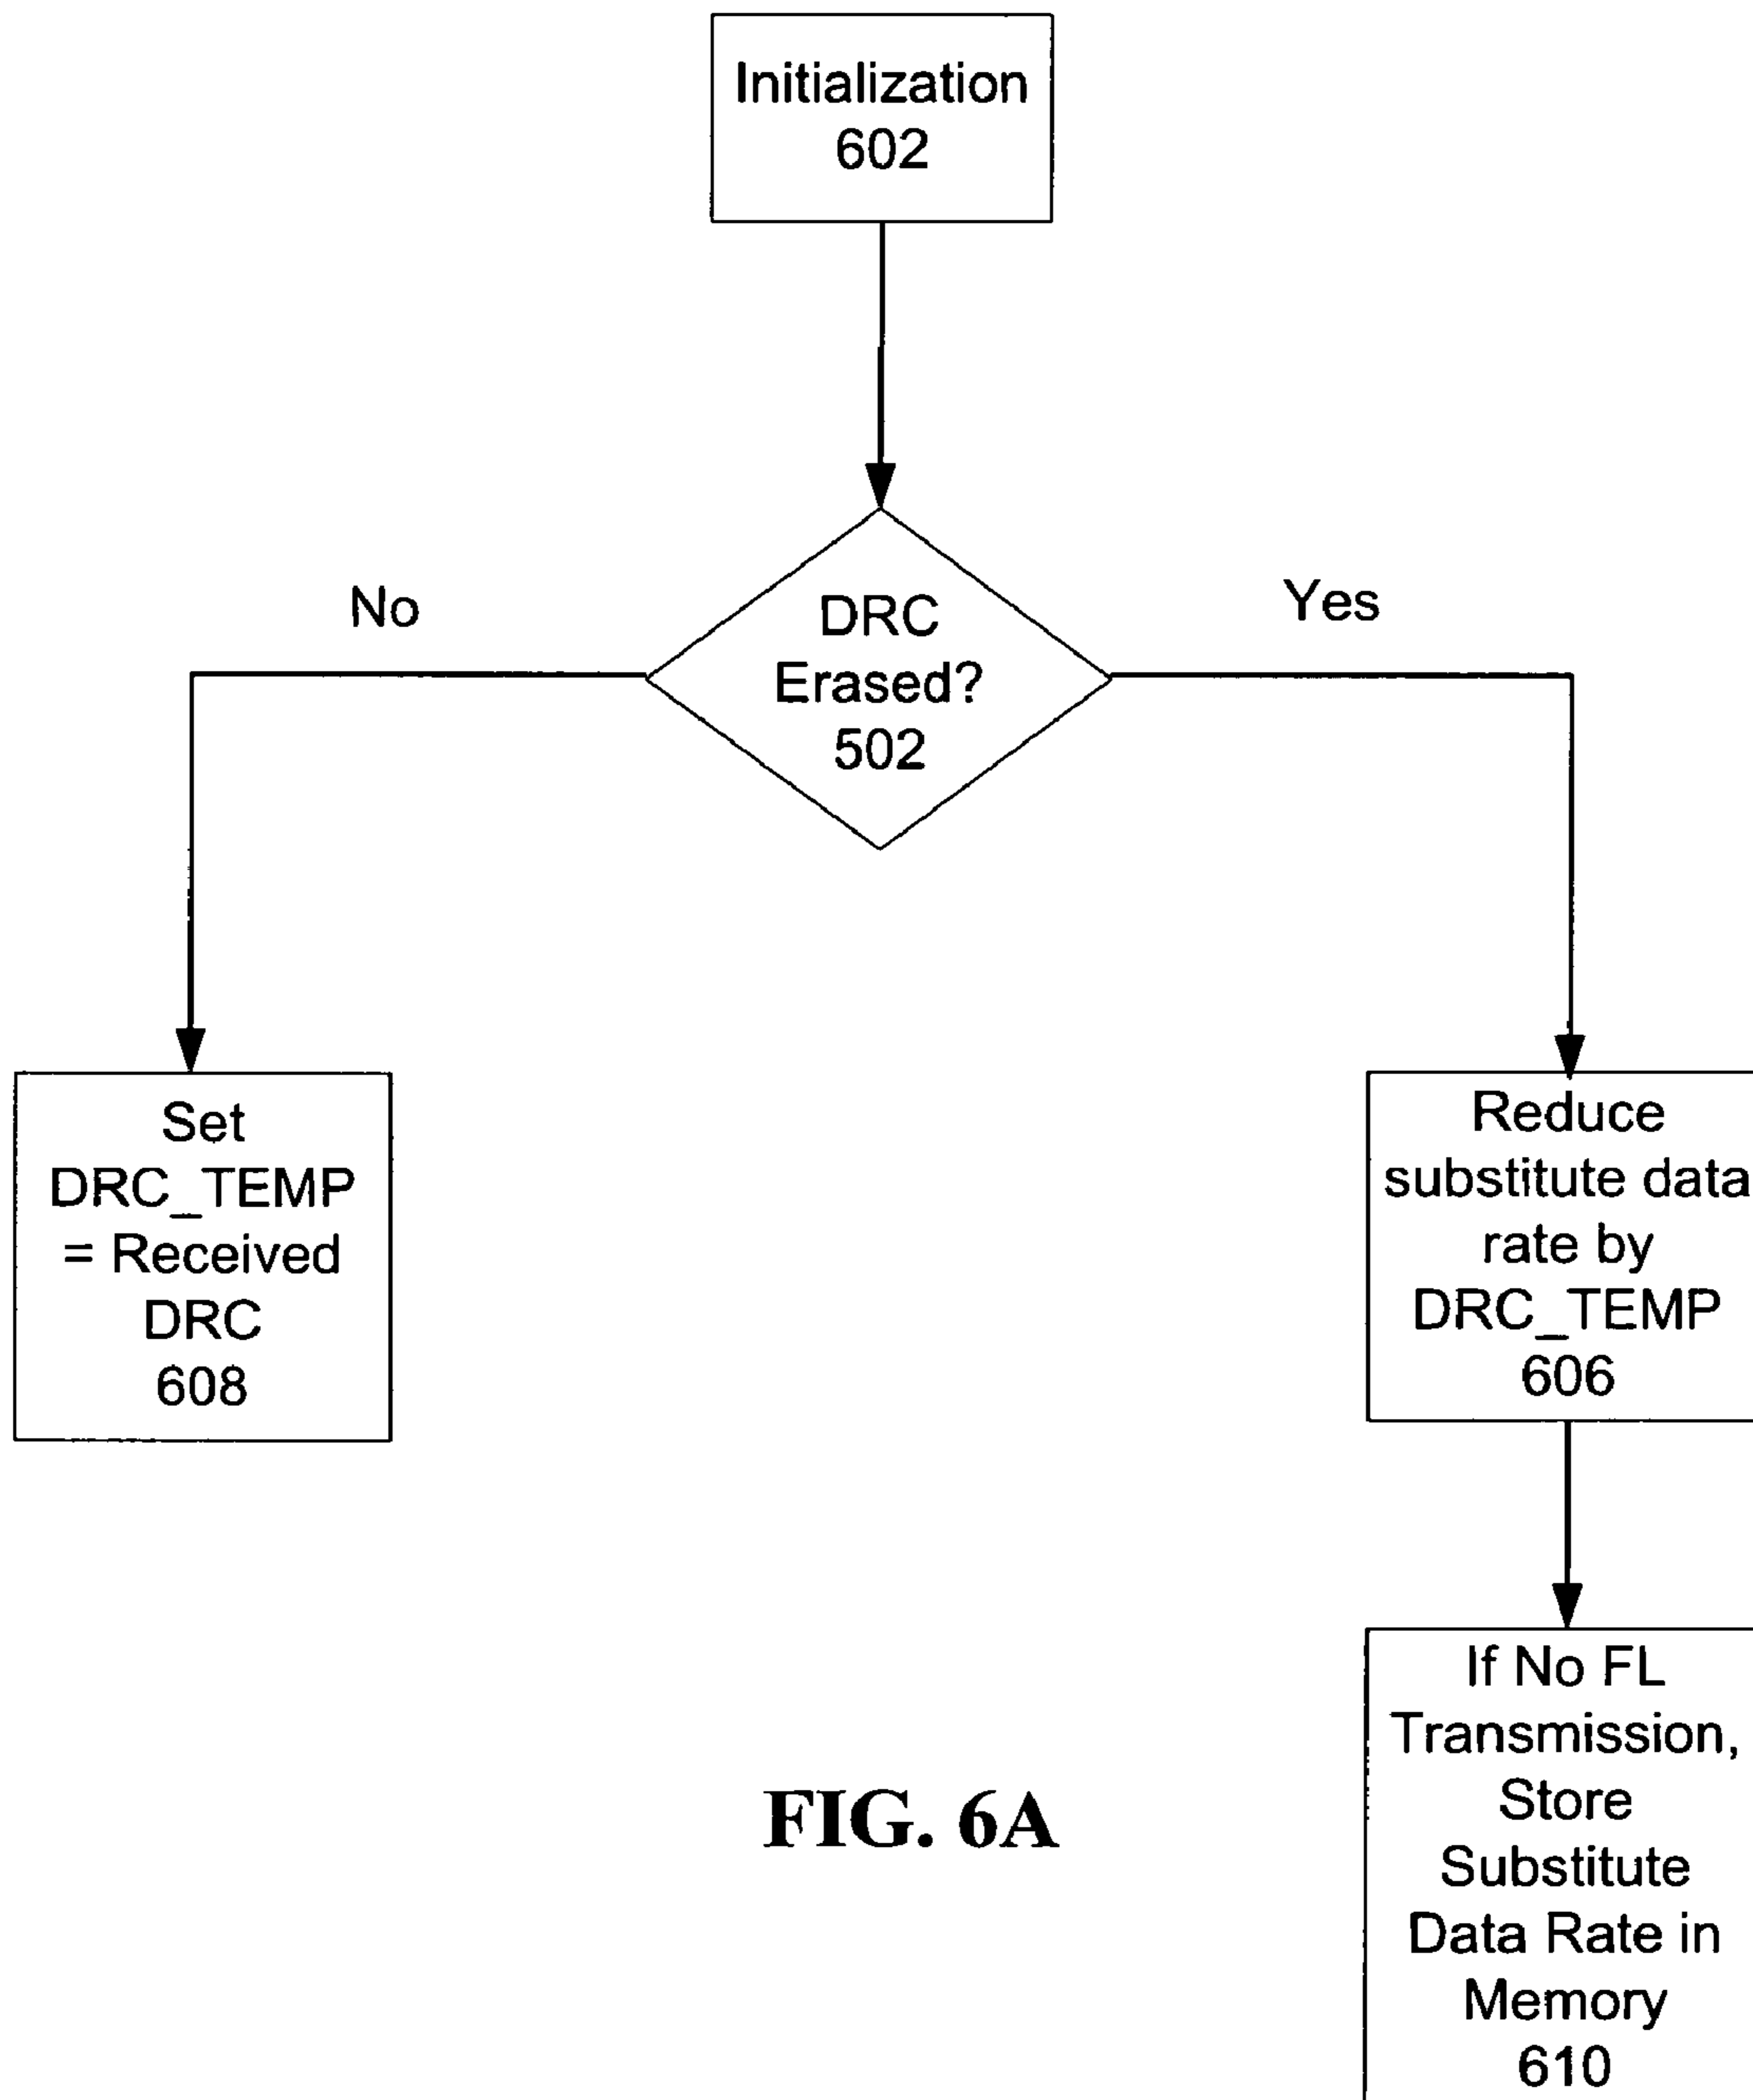 Initialization
602
No
Yes
DRC
Erased?
502
Set
DRC_TEMP
= Received
DRC
608
Reduce
substitute data
rate by
DRC_TEMP
606
If No FL
Transmission,
Store
Substitute
Data Rate in
Memory
610
FIG. 6A